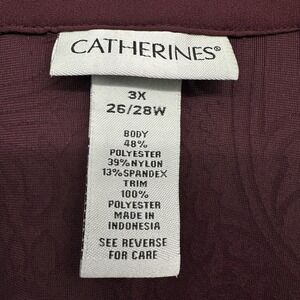 CATHERINES®
3X
26/28W
BODY
48%
POLYESTER
39% NYLON
13% SPANDEX
TRIM
100%
POLYESTER
MADE IN
INDONESIA
SEE REVERSE
FOR CARE